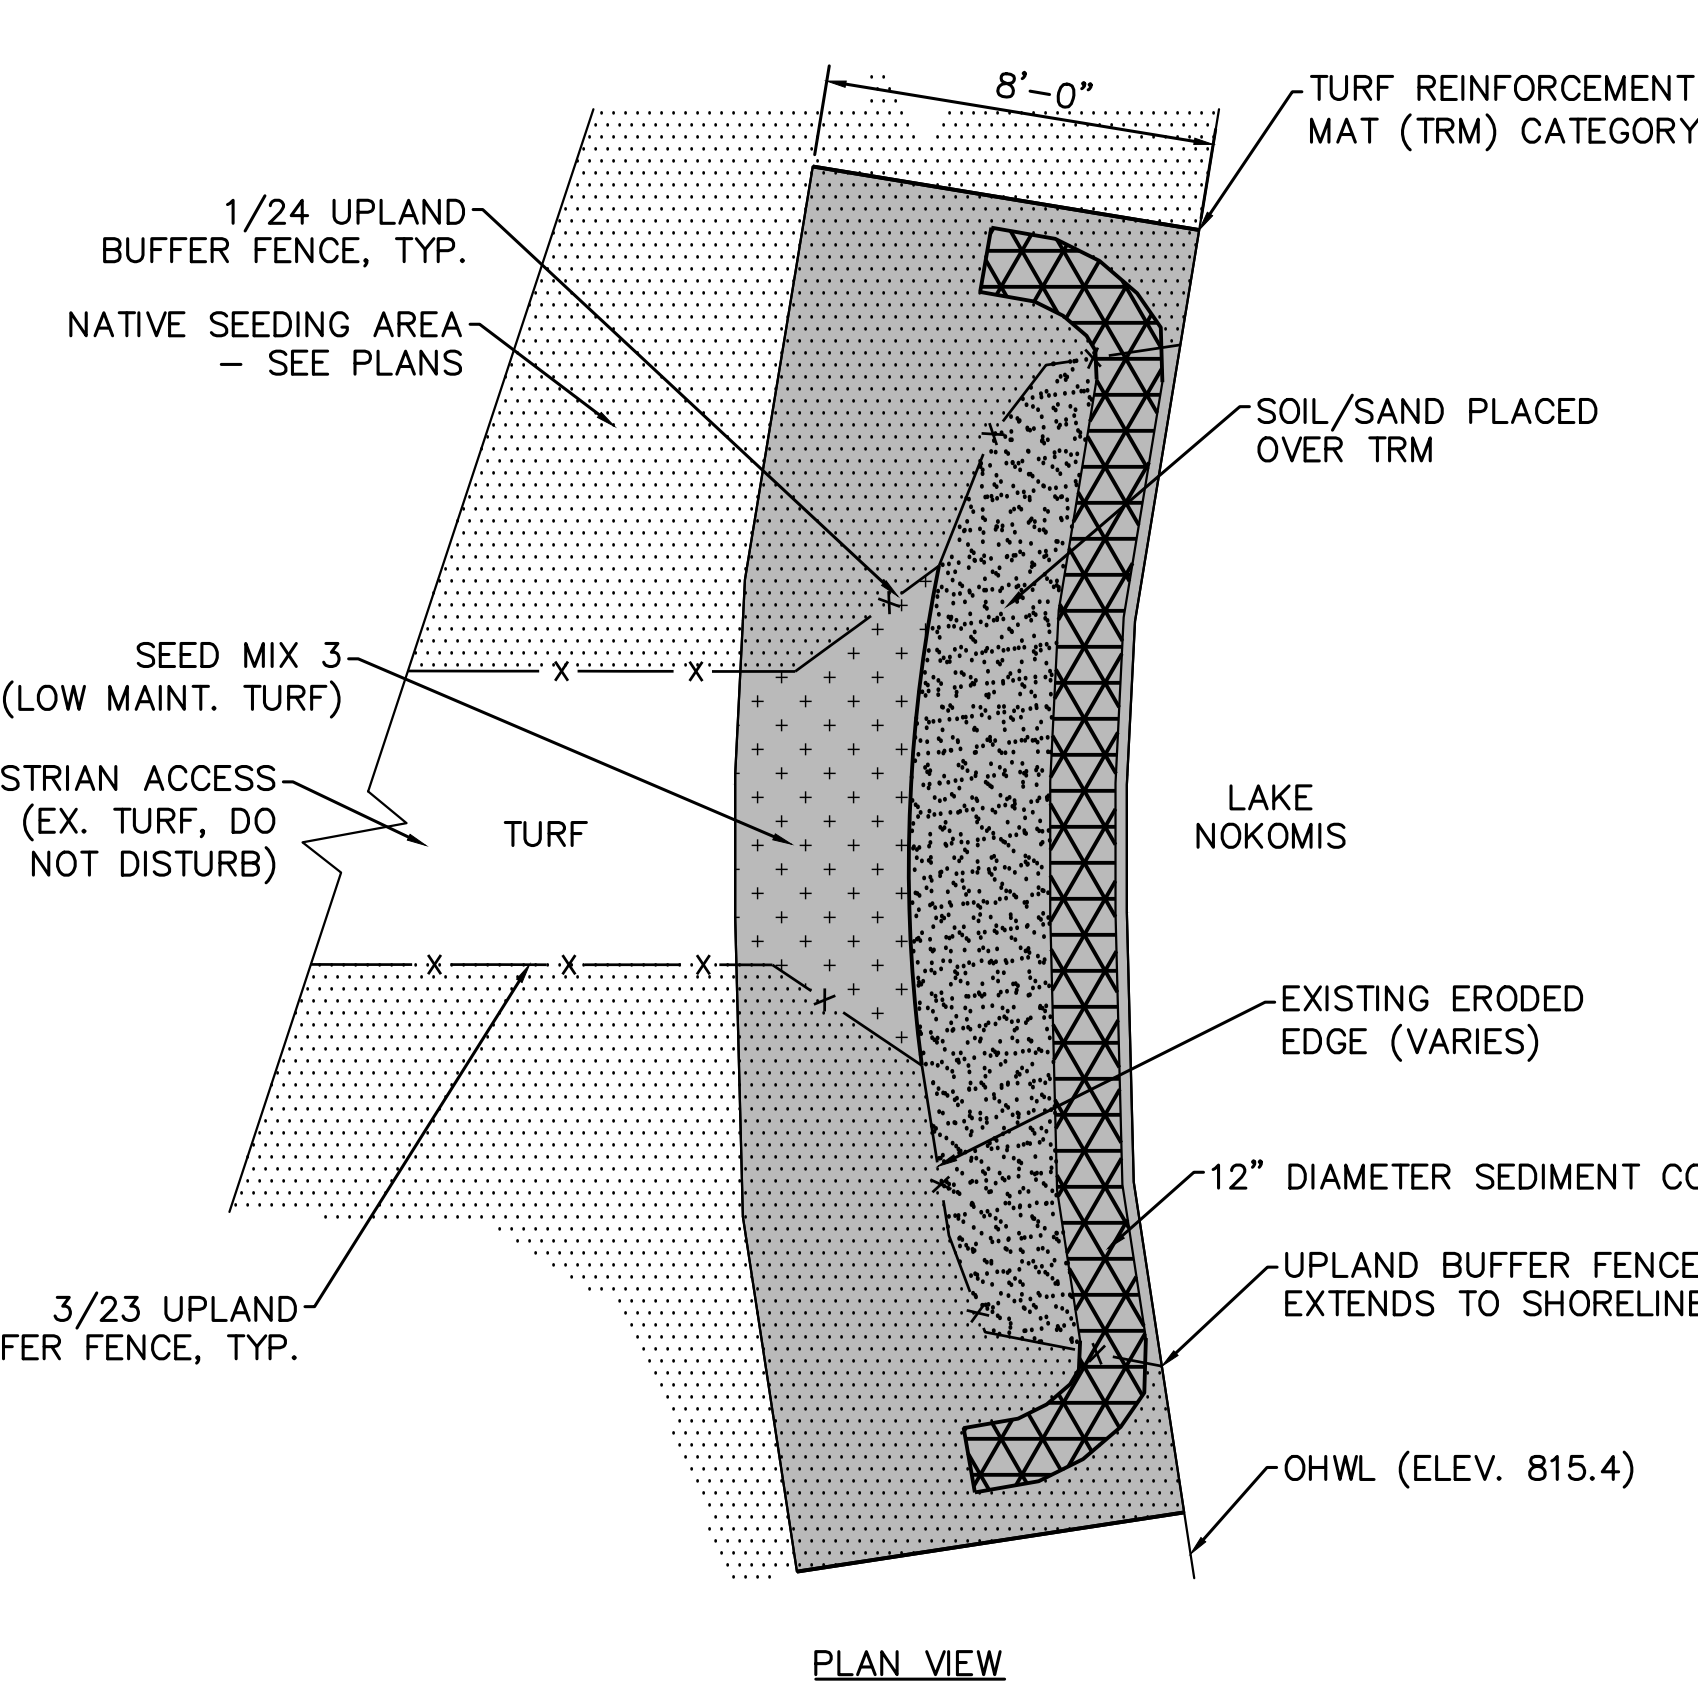 8'-0"
TURF REINFORCEMENT
MAT (TRM) CATEGORY
1/24 UPLAND
BUFFER FENCE, TYP.
NATIVE SEEDING AREA
- SEE PLANS
SOIL/SAND PLACED
OVER TRM
SEED MIX 3
(LOW MAINT. TURF)
STRIAN ACCESS
(EX. TURF, DO
NOT DISTURB)
TURF
LAKE
NOKOMIS
EXISTING ERODED
EDGE (VARIES)
12" DIAMETER SEDIMENT CO
UPLAND BUFFER FENCE
EXTENDS TO SHORELINE
3/23 UPLAND
FER FENCE, TYP.
OHWL (ELEV. 815.4)
PLAN VIEW